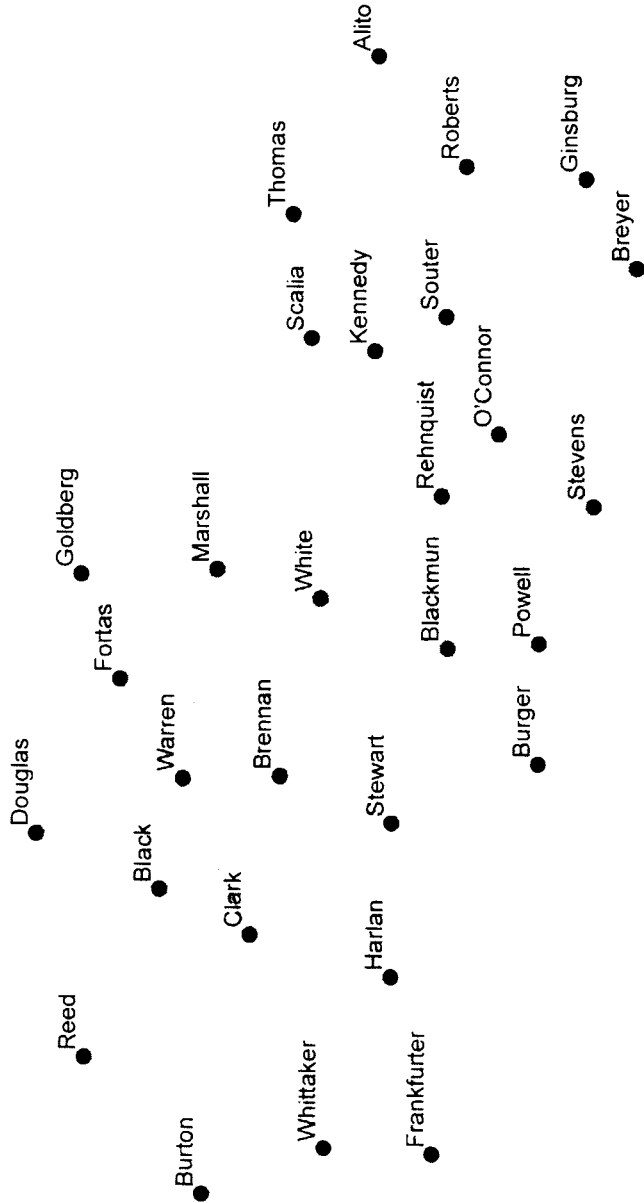 Alito
Ginsburg
Roberts
Thomas
Breyer
Souter
Scalia
Kennedy
O'Connor
Rehnquist
Stevens
Goldberg
Marshall
White
Powell
Blackmun
Fortas
Burger
Warren
Brennan
Douglas
Stewart
Black
Clark
Harlan
Reed
Whittaker
Frankfurter
Burton